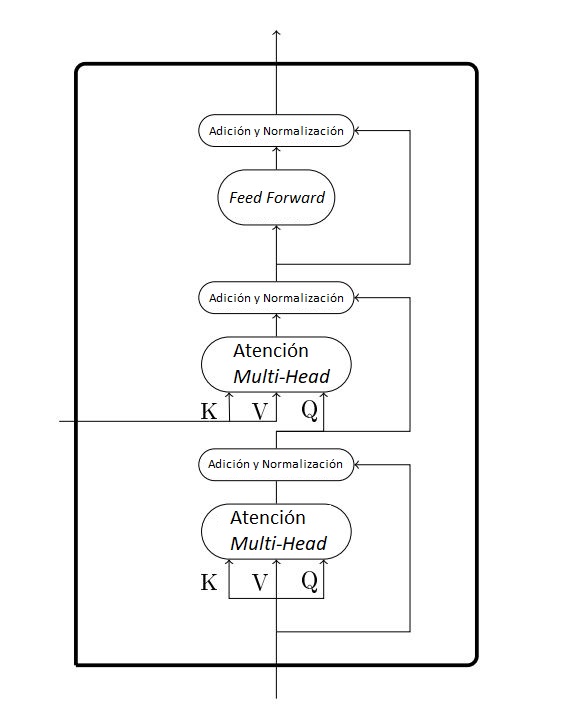 Adición y Normalización
Feed Forward
Adición y Normalización
Atención
Multi-Head
K V Q
Adición y Normalización
Atención
Multi-Head
K V Q